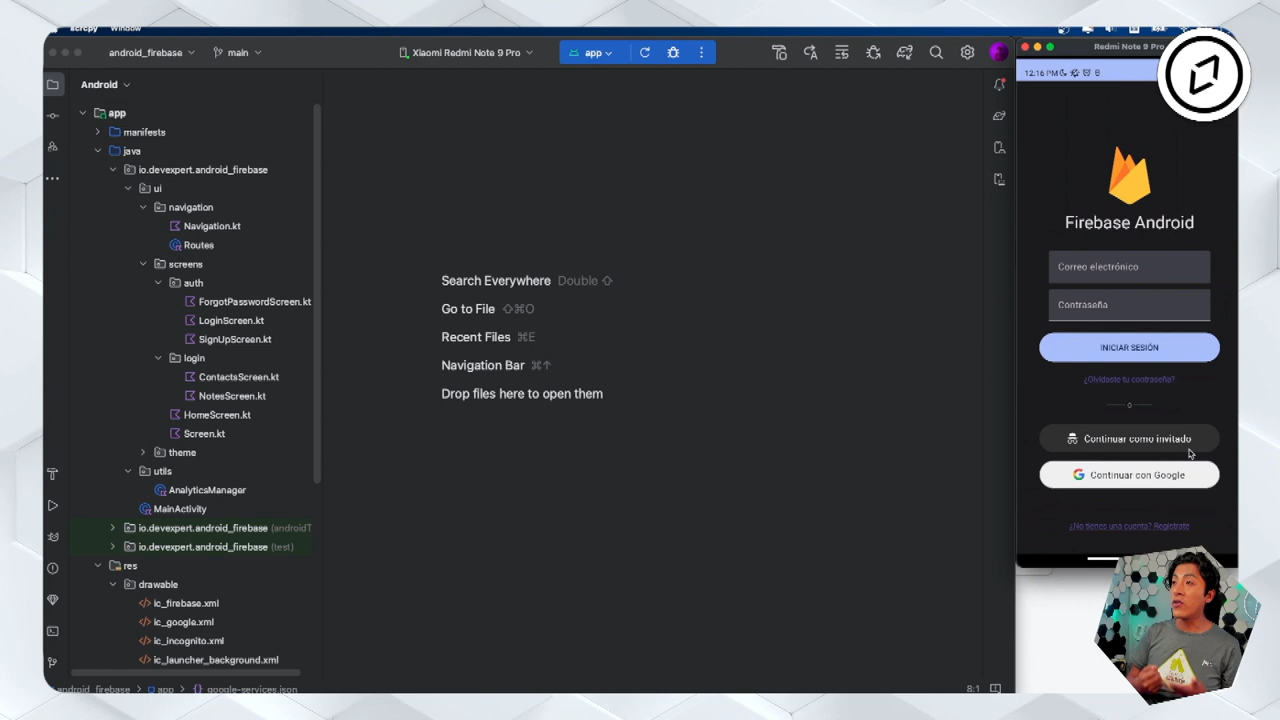 scrcpy Window
android_firebase main Xiaomi Redmi Note 9 Pro app
Android
app
manifests
java
io.devexpert.android_firebase
ui
navigation
Navigation.kt
Routes
screens
auth
ForgotPasswordScreen.kt
LoginScreen.kt
SignUpScreen.kt
login
ContactsScreen.kt
NotesScreen.kt
HomeScreen.kt
Screen.kt
theme
utils
AnalyticsManager
MainActivity
io.devexpert.android_firebase (androidT
io.devexpert.android_firebase (test)
res
drawable
ic_firebase.xml
ic_google.xml
ic_incognito.xml
ic_launcher_background.xml
android_firebase app google-services.json
8:1
Search Everywhere Double ⇧
Go to File ⇧⌘O
Recent Files ⌘E
Navigation Bar ⌘↑
Drop files here to open them
Redmi Note 9 Pro
12:16 PM
Firebase Android
Correo electrónico
Contraseña
INICIAR SESIÓN
¿Olvidaste tu contraseña?
o
Continuar como invitado
Continuar con Google
¿No tienes una cuenta? Regístrate